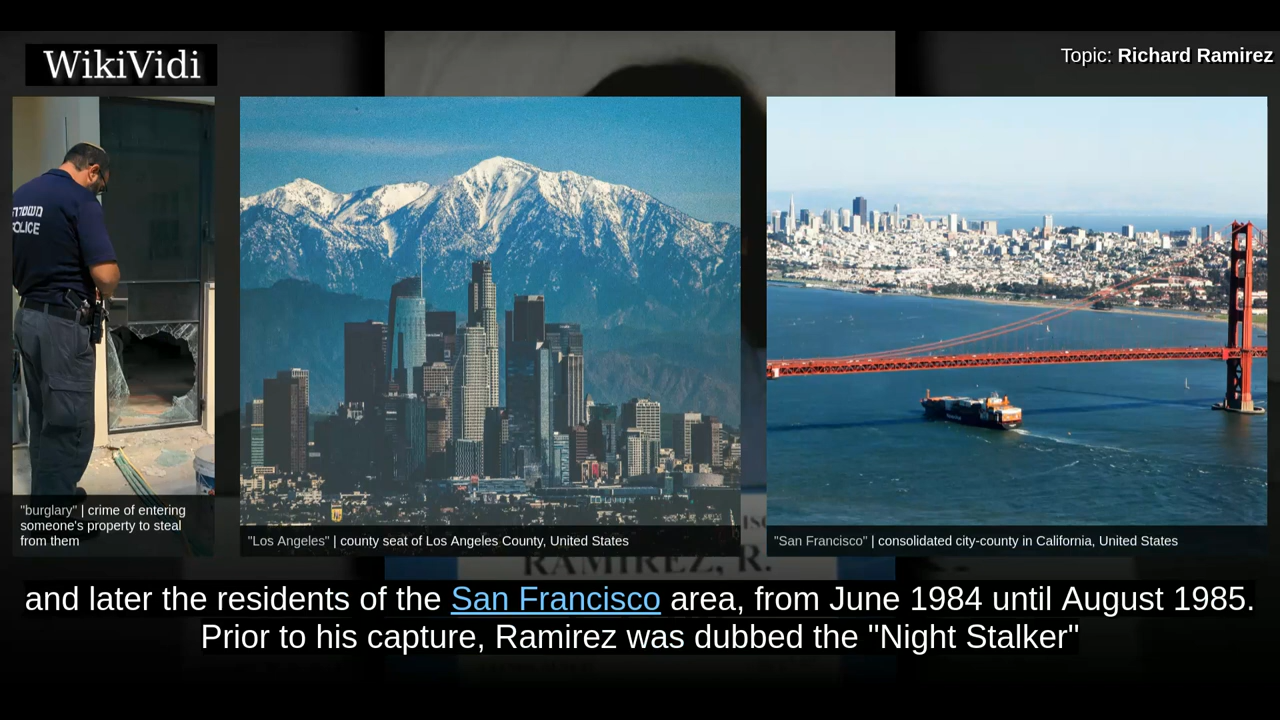 WikiVidi
Topic: Richard Ramirez
משטרה
POLICE
"burglary" | crime of entering
someone's property to steal
from them
"Los Angeles" | county seat of Los Angeles County, United States
"San Francisco" | consolidated city-county in California, United States
RAMIREZ, R.
and later the residents of the San Francisco area, from June 1984 until August 1985.
Prior to his capture, Ramirez was dubbed the "Night Stalker"